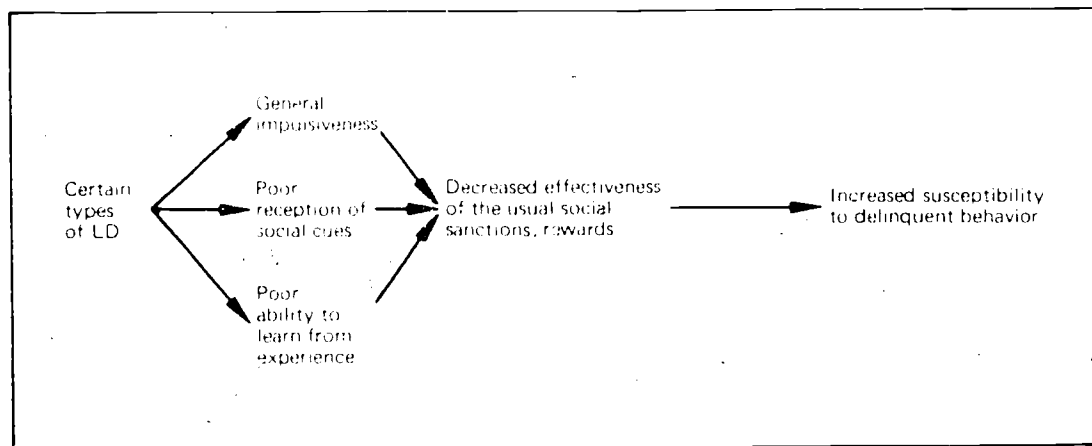 General
impulsiveness
Certain
types
of LD
Poor
reception of
social cues
Decreased effectiveness
of the usual social
sanctions, rewards
Increased susceptibility
to delinquent behavior
Poor
ability to
learn from
experience